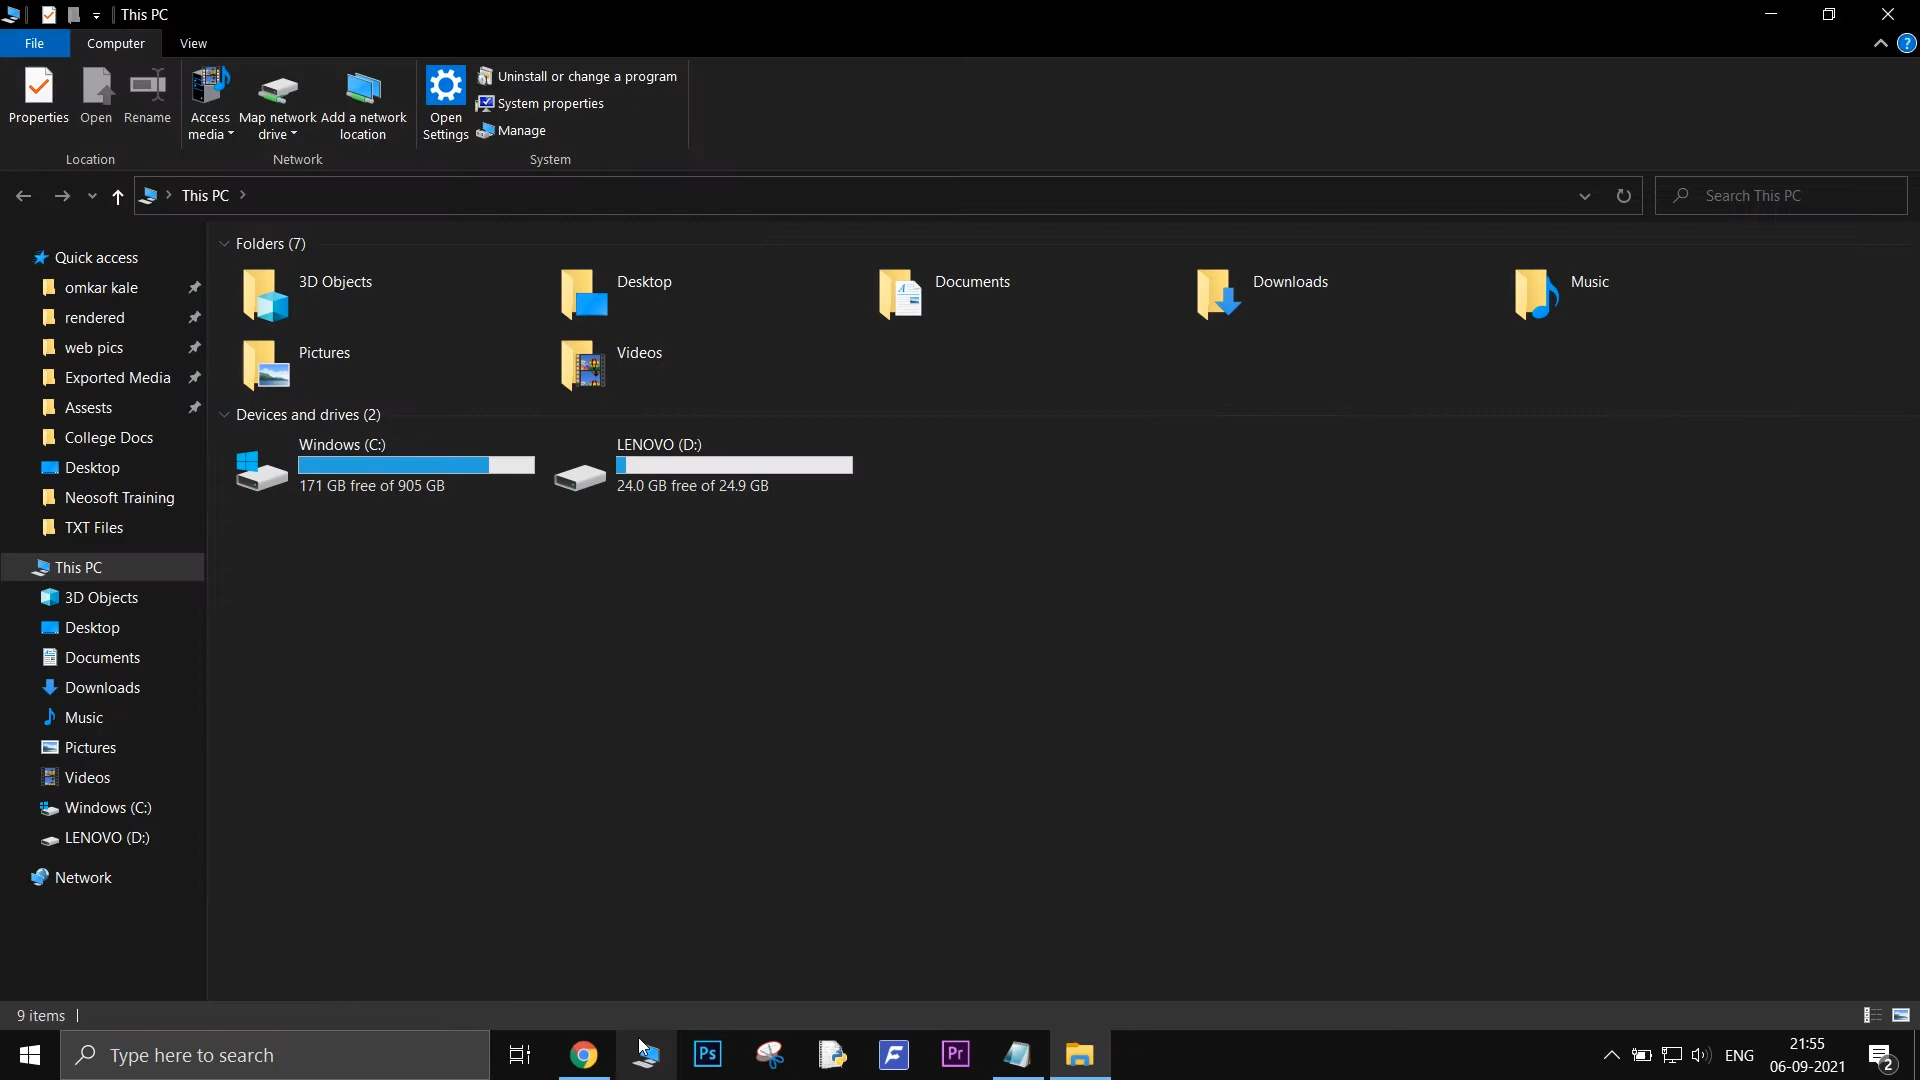 This PC
File
Computer
View
Properties
Open
Rename
Access
media
Map network
drive
Add a network
location
Open
Settings
Uninstall or change a program
System properties
Manage
Location
Network
System
This PC
Search This PC
Quick access
omkar kale
rendered
web pics
Exported Media
Assests
College Docs
Desktop
Neosoft Training
TXT Files
This PC
3D Objects
Desktop
Documents
Downloads
Music
Pictures
Videos
Windows (C:)
LENOVO (D:)
Network
Folders (7)
3D Objects
Desktop
Documents
Downloads
Music
Pictures
Videos
Devices and drives (2)
Windows (C:)
171 GB free of 905 GB
LENOVO (D:)
24.0 GB free of 24.9 GB
9 items
Type here to search
Ps
F
Pr
ENG
21:55
06-09-2021
2